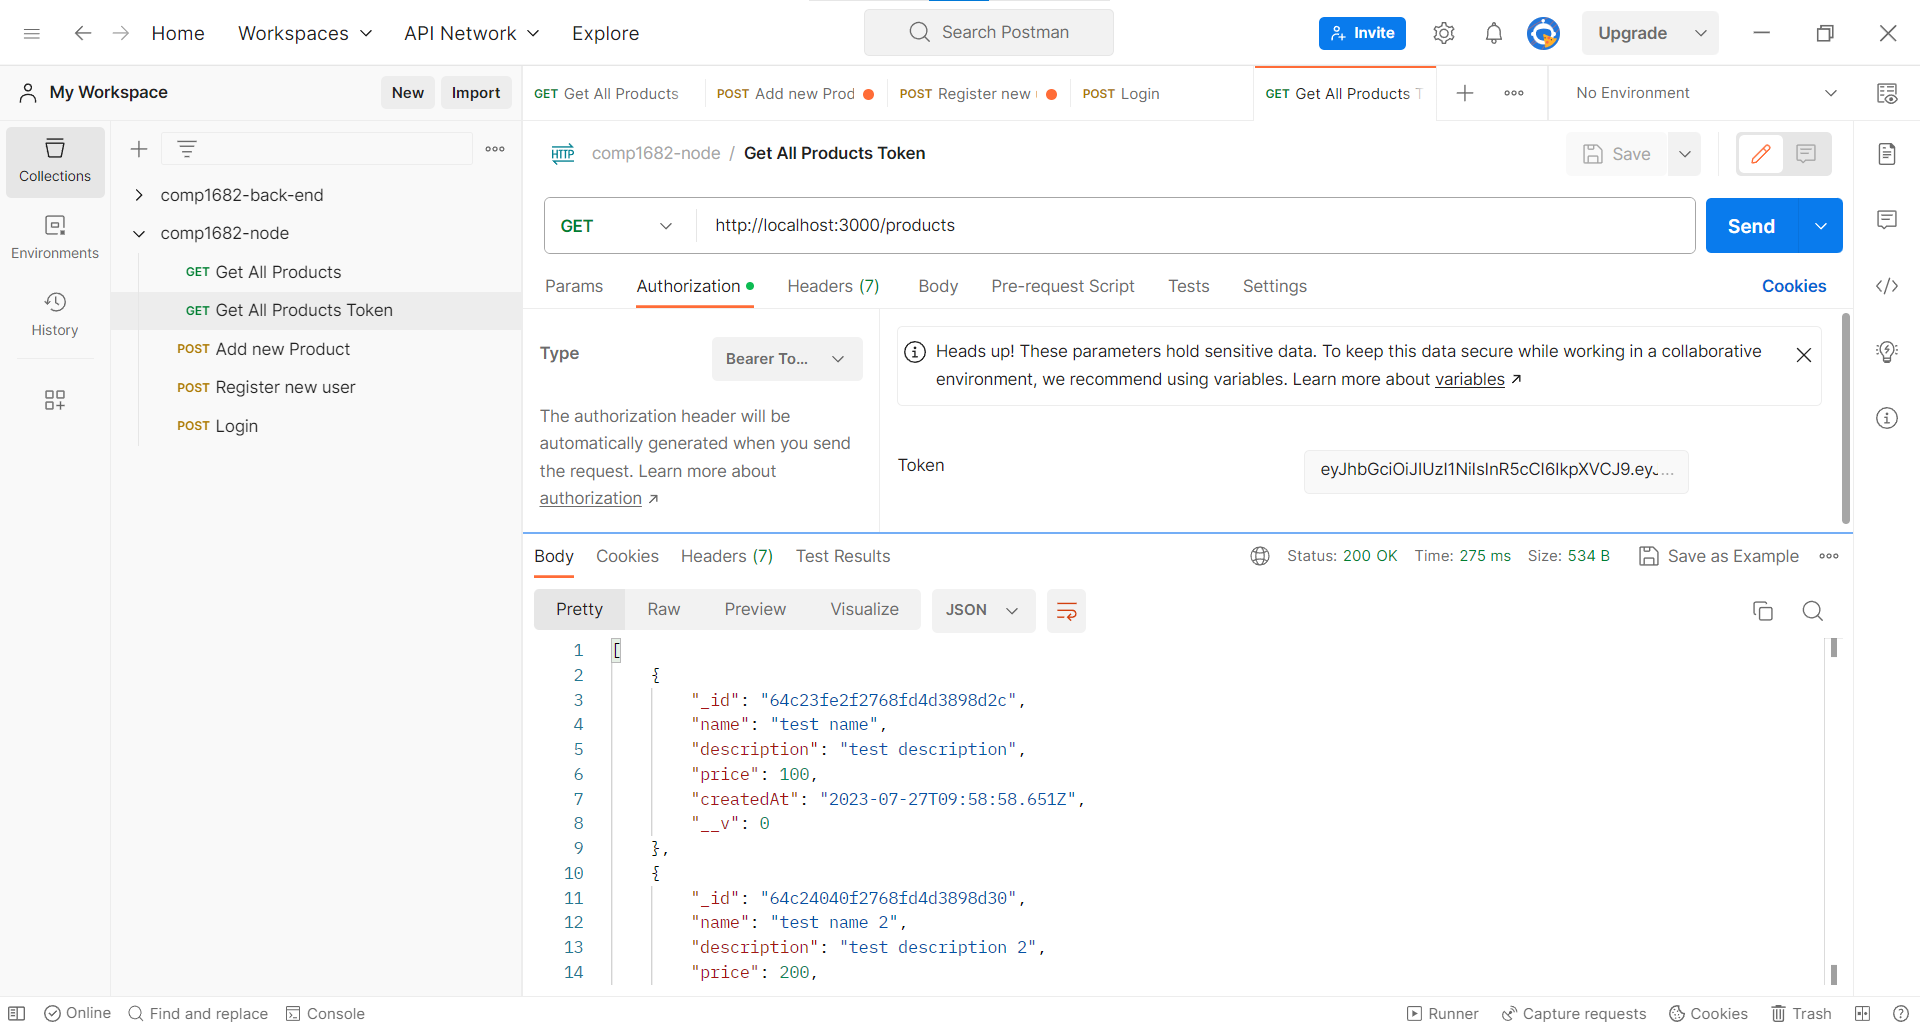 Home Workspaces API Network Explore Search Postman Invite Upgrade
My Workspace New Import GET Get All Products POST Add new Prod POST Register new POST Login GET Get All Products T No Environment
Collections
Environments
History
comp1682-back-end
comp1682-node
GET Get All Products
GET Get All Products Token
POST Add new Product
POST Register new user
POST Login
HTTP comp1682-node / Get All Products Token Save
GET http://localhost:3000/products Send
Params Authorization Headers (7) Body Pre-request Script Tests Settings Cookies
Type Bearer To...
The authorization header will be
automatically generated when you send
the request. Learn more about
authorization ↗
Heads up! These parameters hold sensitive data. To keep this data secure while working in a collaborative
environment, we recommend using variables. Learn more about variables ↗
Token eyJhbGciOiJIUzI1NiIsInR5cCI6IkpXVCJ9.ey...
Body Cookies Headers (7) Test Results Status: 200 OK Time: 275 ms Size: 534 B Save as Example
Pretty Raw Preview Visualize JSON
1 [
2 {
3 "_id": "64c23fe2f2768fd4d3898d2c",
4 "name": "test name",
5 "description": "test description",
6 "price": 100,
7 "createdAt": "2023-07-27T09:58:58.651Z",
8 "__v": 0
9 },
10 {
11 "_id": "64c24040f2768fd4d3898d30",
12 "name": "test name 2",
13 "description": "test description 2",
14 "price": 200,
Online Find and replace Console Runner Capture requests Cookies Trash